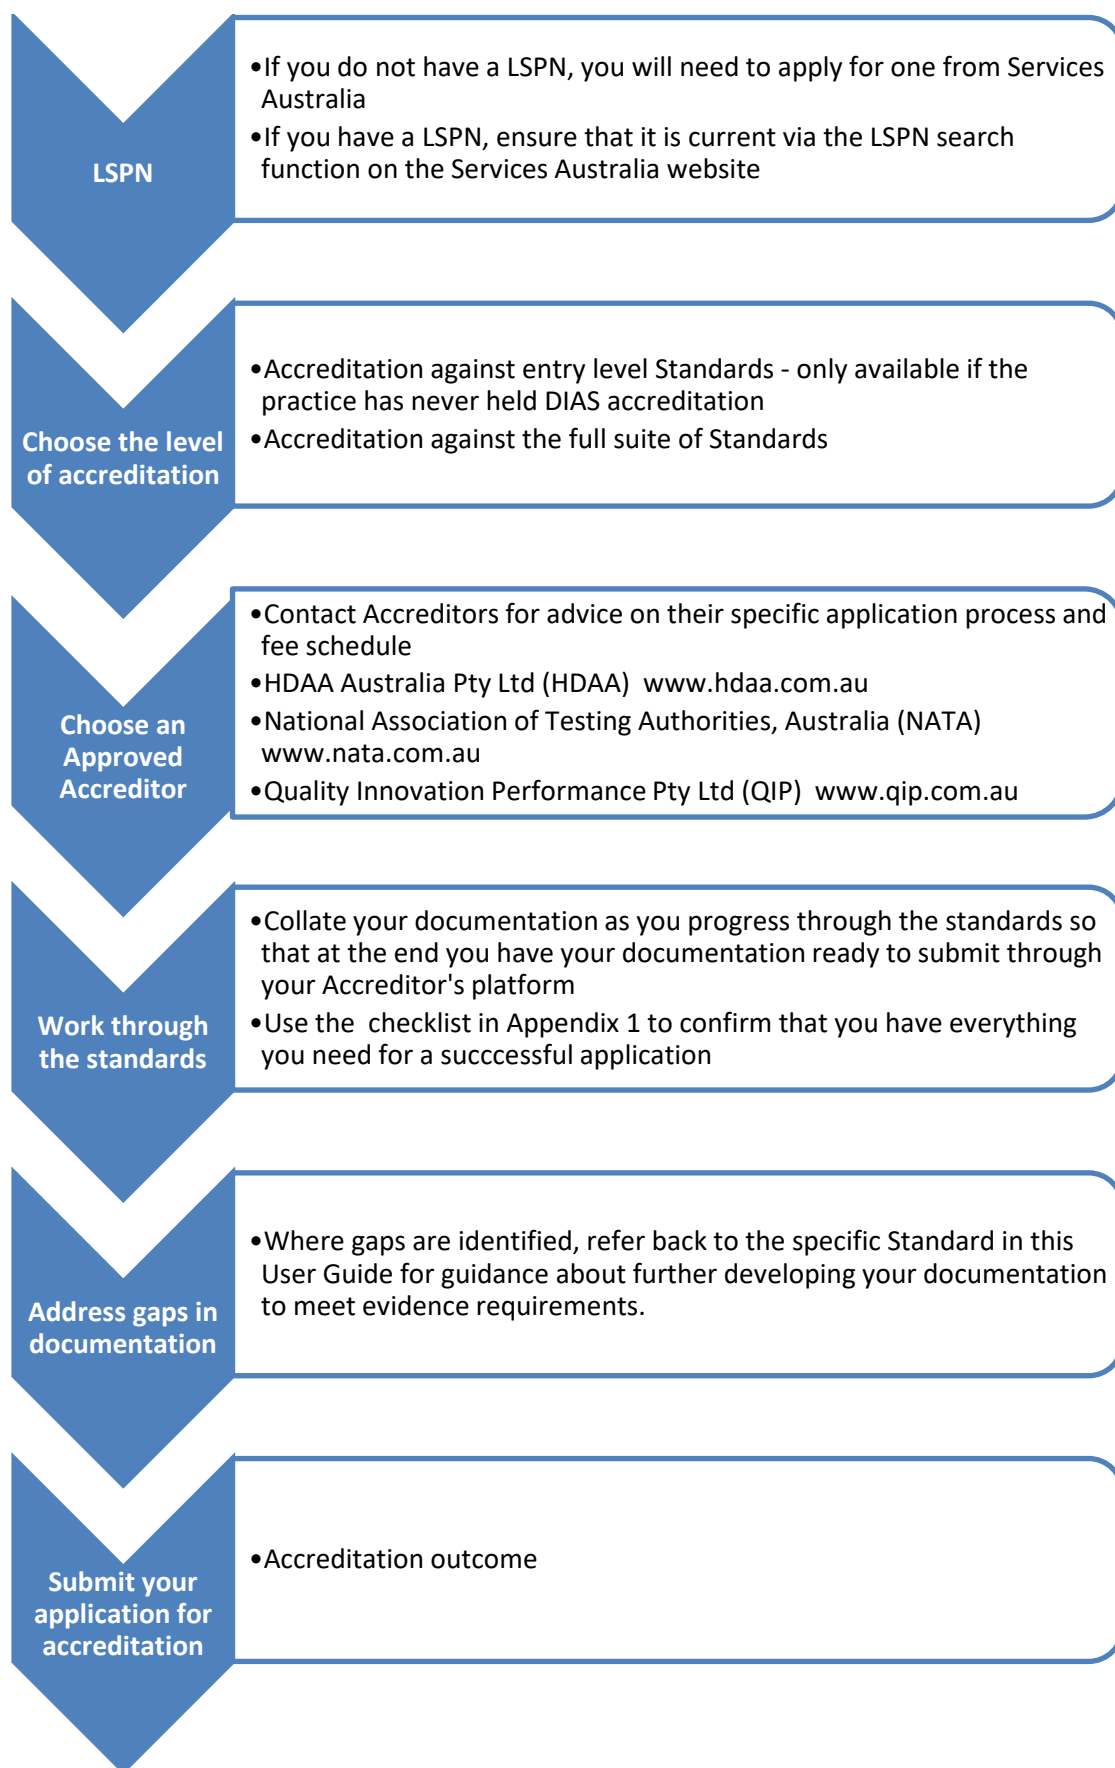 LSPN
•If you do not have a LSPN, you will need to apply for one from Services
Australia
•If you have a LSPN, ensure that it is current via the LSPN search
function on the Services Australia website
Choose the level
of accreditation
•Accreditation against entry level Standards - only available if the
practice has never held DIAS accreditation
•Accreditation against the full suite of Standards
Choose an
Approved
Accreditor
•Contact Accreditors for advice on their specific application process and
fee schedule
•HDAA Australia Pty Ltd (HDAA)  www.hdaa.com.au
•National Association of Testing Authorities, Australia (NATA)
www.nata.com.au
•Quality Innovation Performance Pty Ltd (QIP)  www.qip.com.au
Work through
the standards
•Collate your documentation as you progress through the standards so
that at the end you have your documentation ready to submit through
your Accreditor's platform
•Use the  checklist in Appendix 1 to confirm that you have everything
you need for a succcessful application
Address gaps in
documentation
•Where gaps are identified, refer back to the specific Standard in this
User Guide for guidance about further developing your documentation
to meet evidence requirements.
Submit your
application for
accreditation
•Accreditation outcome